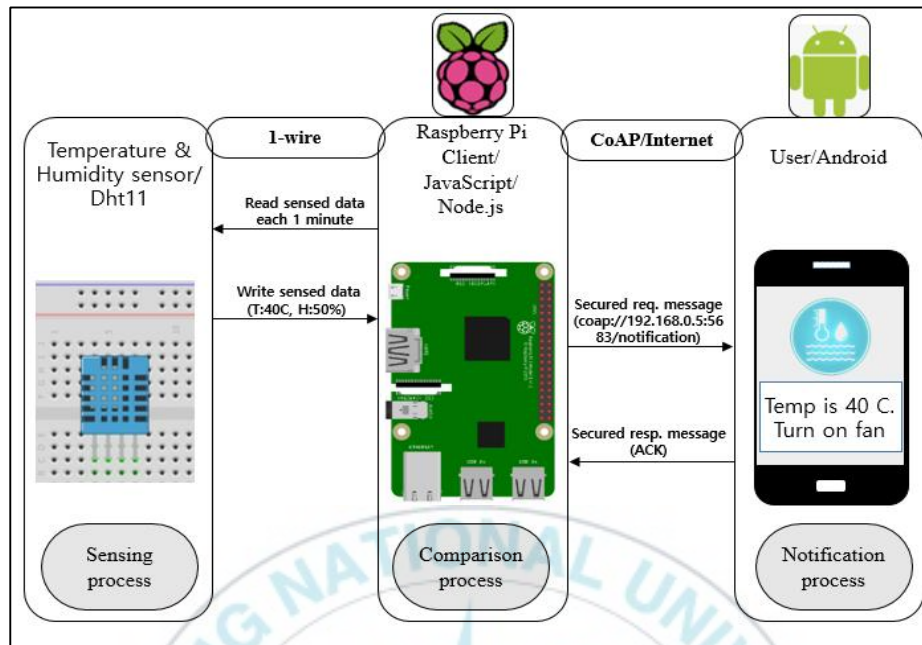 Temperature &
Humidity sensor/
Dht11
1-wire
Raspberry Pi
Client/
JavaScript/
Node.js
CoAP/Internet
User/Android
Read sensed data
each 1 minute
Write sensed data
(T:40C, H:50%)
Secured req. message
(coap://192.168.0.5:56
83/notification)
Secured resp. message
(ACK)
Temp is 40 C.
Turn on fan
Sensing
process
Comparison
process
Notification
process
NATIONAL